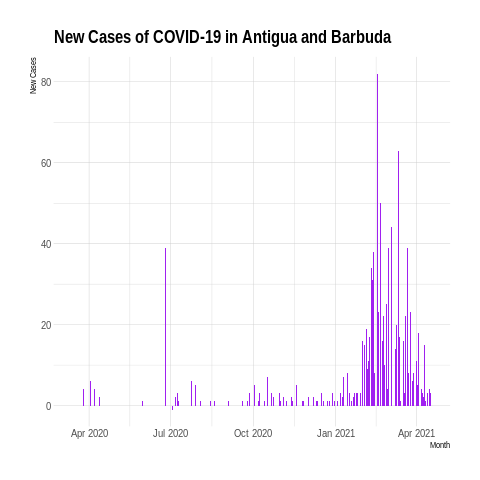 New Cases of COVID-19 in Antigua and Barbuda
New Cases
80
60
40
20
0
Apr 2020 Jul 2020 Oct 2020 Jan 2021 Apr 2021
Month